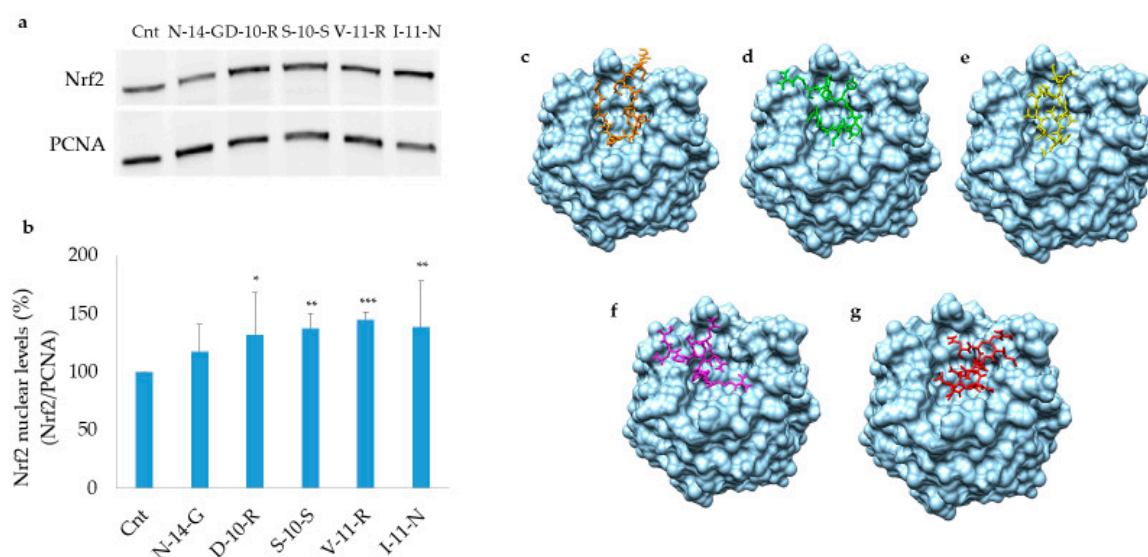 a
Cnt N-14-G D-10-R S-10-S V-11-R I-11-N
Nrf2
PCNA
b
Nrf2 nuclear levels (%)
(Nrf2/PCNA)
200
150
100
50
0
* ** *** **
Cnt N-14-G D-10-R S-10-S V-11-R I-11-N
c d e
f g